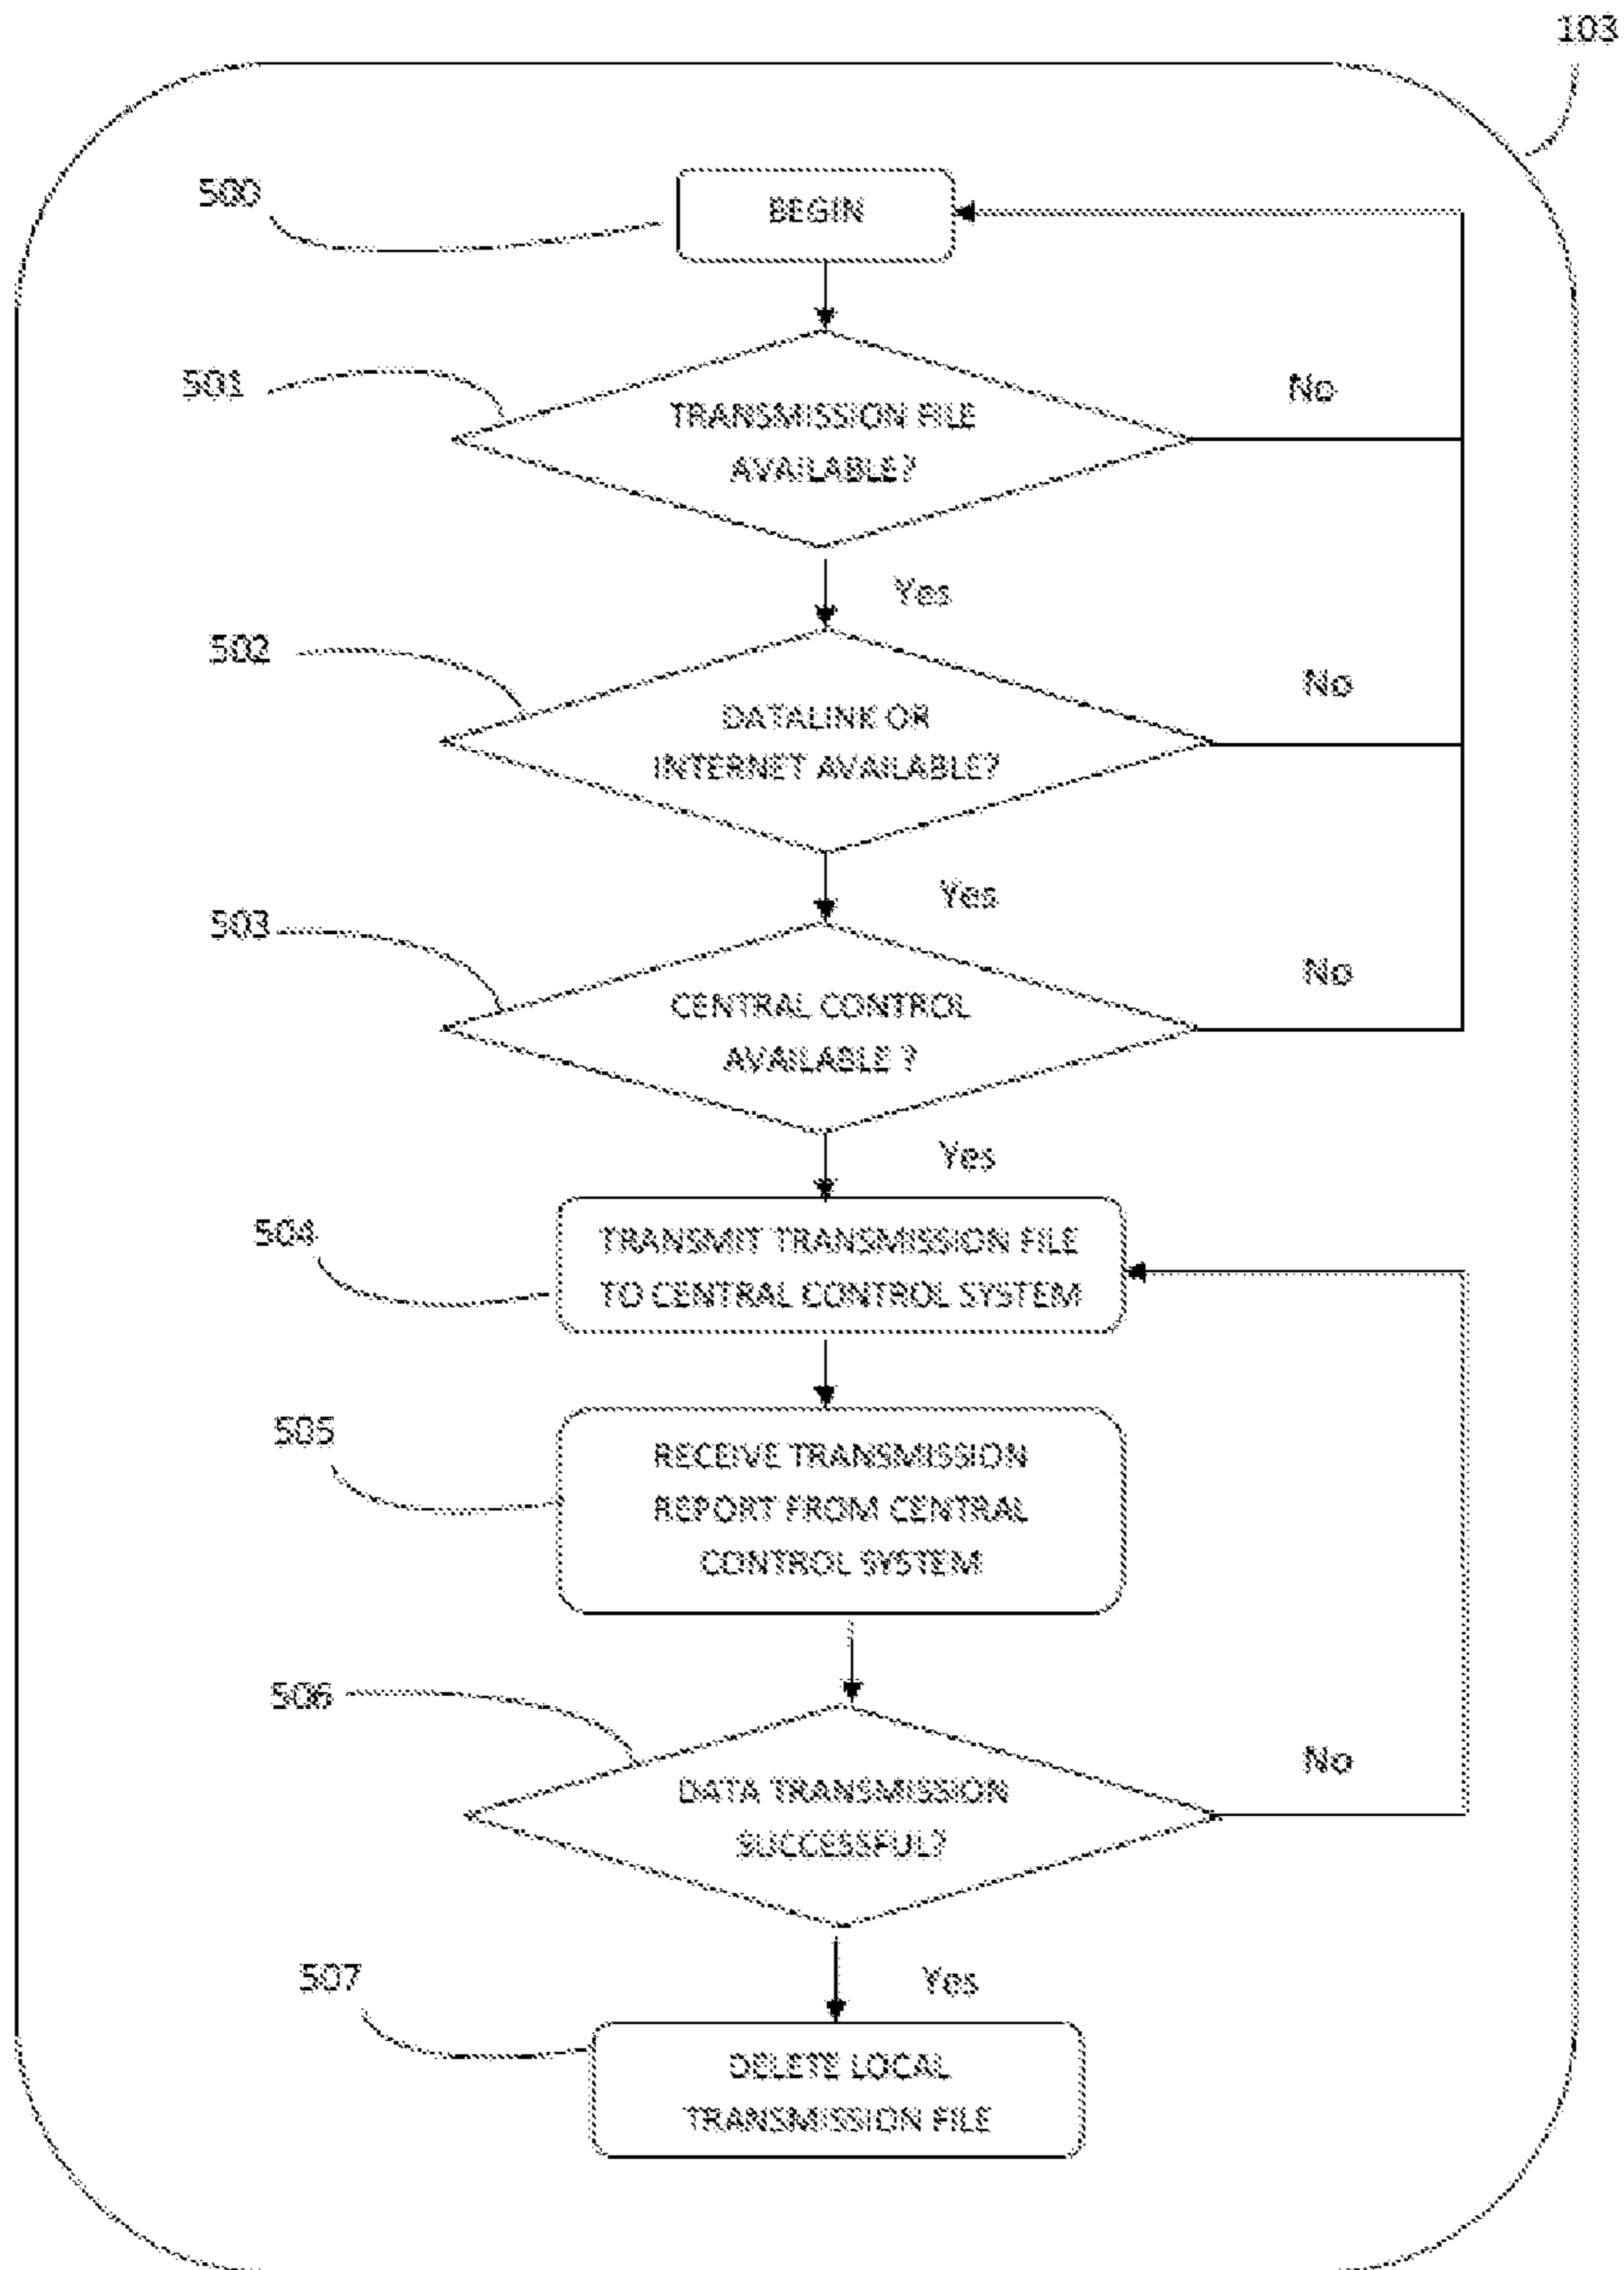 103
500
BEGIN
501
No
TRANSMISSION FILE
AVAILABLE?
Yes
502
No
DATALINK OR
INTERNET AVAILABLE?
Yes
503
No
CENTRAL CONTROL
AVAILABLE ?
Yes
504
TRANSMIT TRANSMISSION FILE
TO CENTRAL CONTROL SYSTEM
505
RECEIVE TRANSMISSION
REPORT FROM CENTRAL
CONTROL SYSTEM
506
No
DATA TRANSMISSION
SUCCESSFUL?
507
Yes
DELETE LOCAL
TRANSMISSION FILE